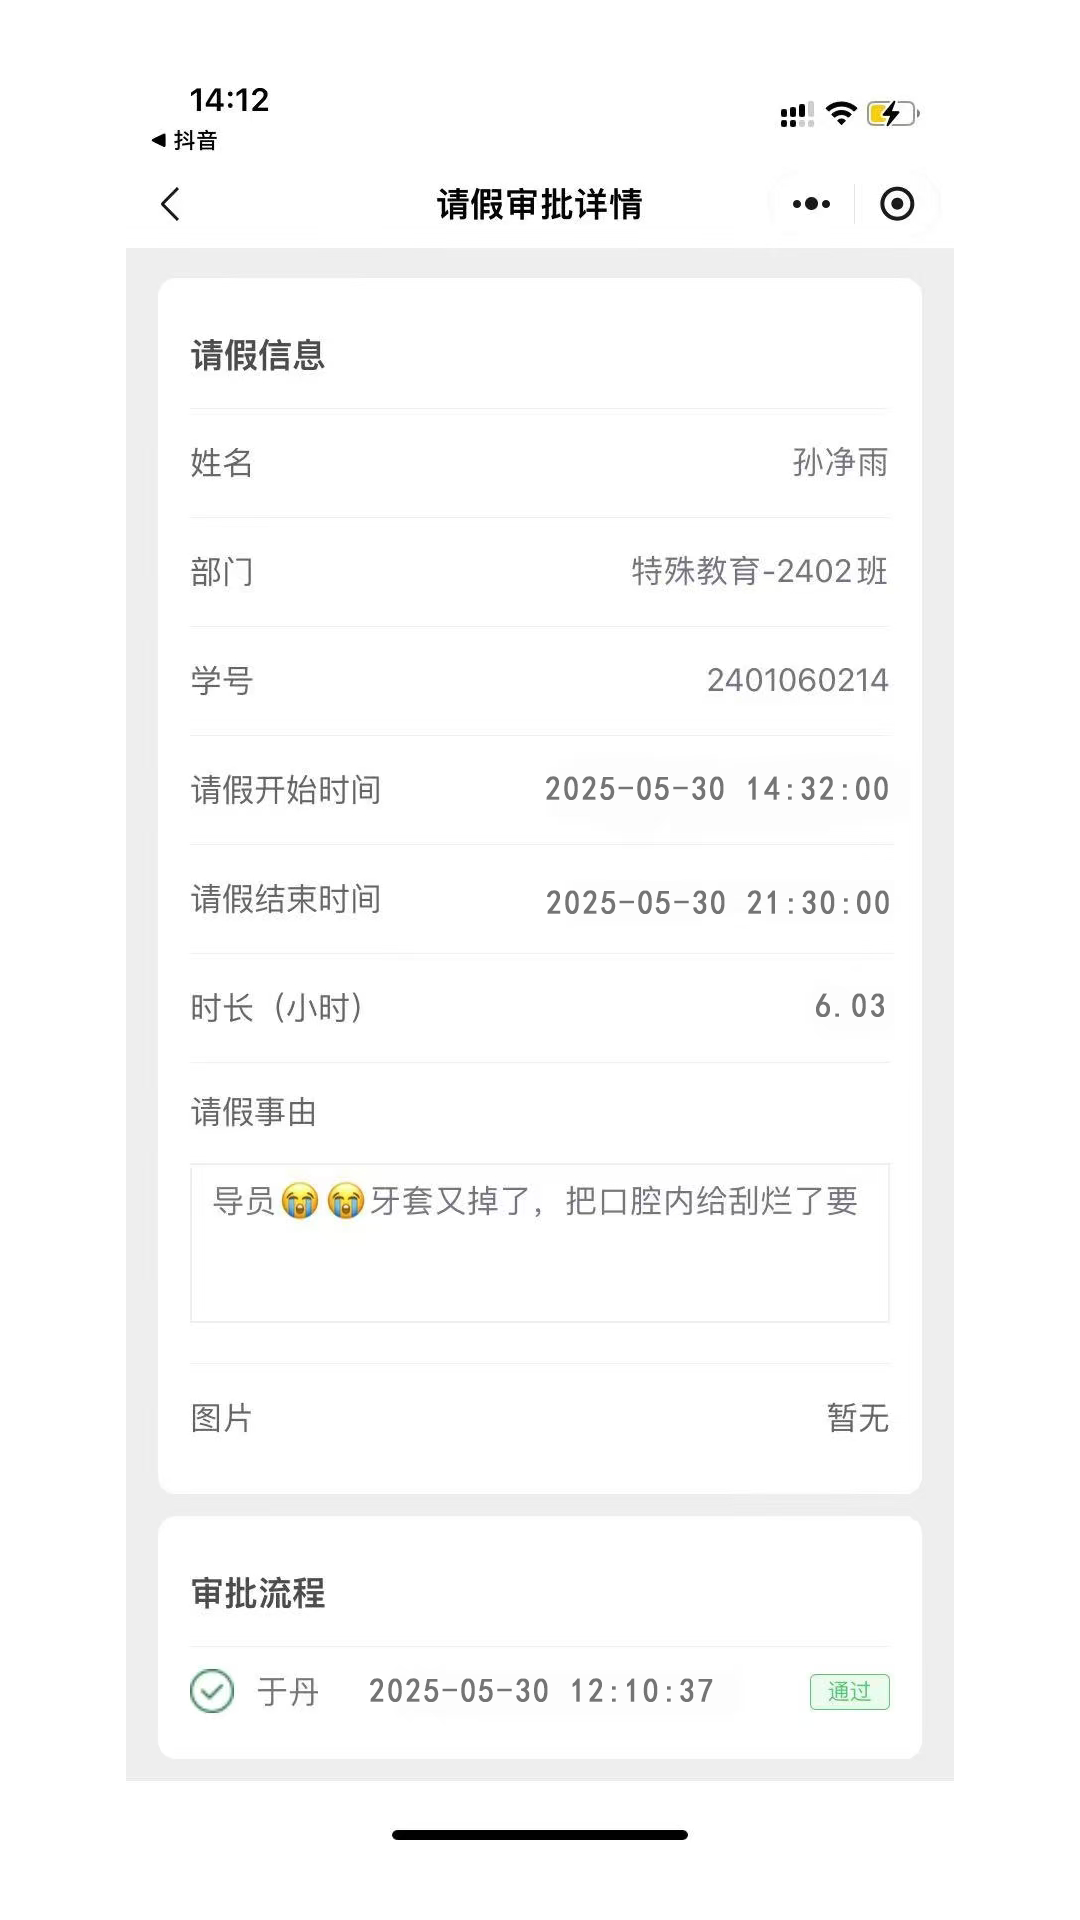 14:12
◀ 抖音
请假审批详情
请假信息
姓名 孙净雨
部门 特殊教育-2402班
学号 2401060214
请假开始时间 2025-05-30 14:32:00
请假结束时间 2025-05-30 21:30:00
时长（小时） 6.03
请假事由
导员😭😭牙套又掉了，把口腔内给刮烂了要
图片 暂无
审批流程
于丹 2025-05-30 12:10:37 通过